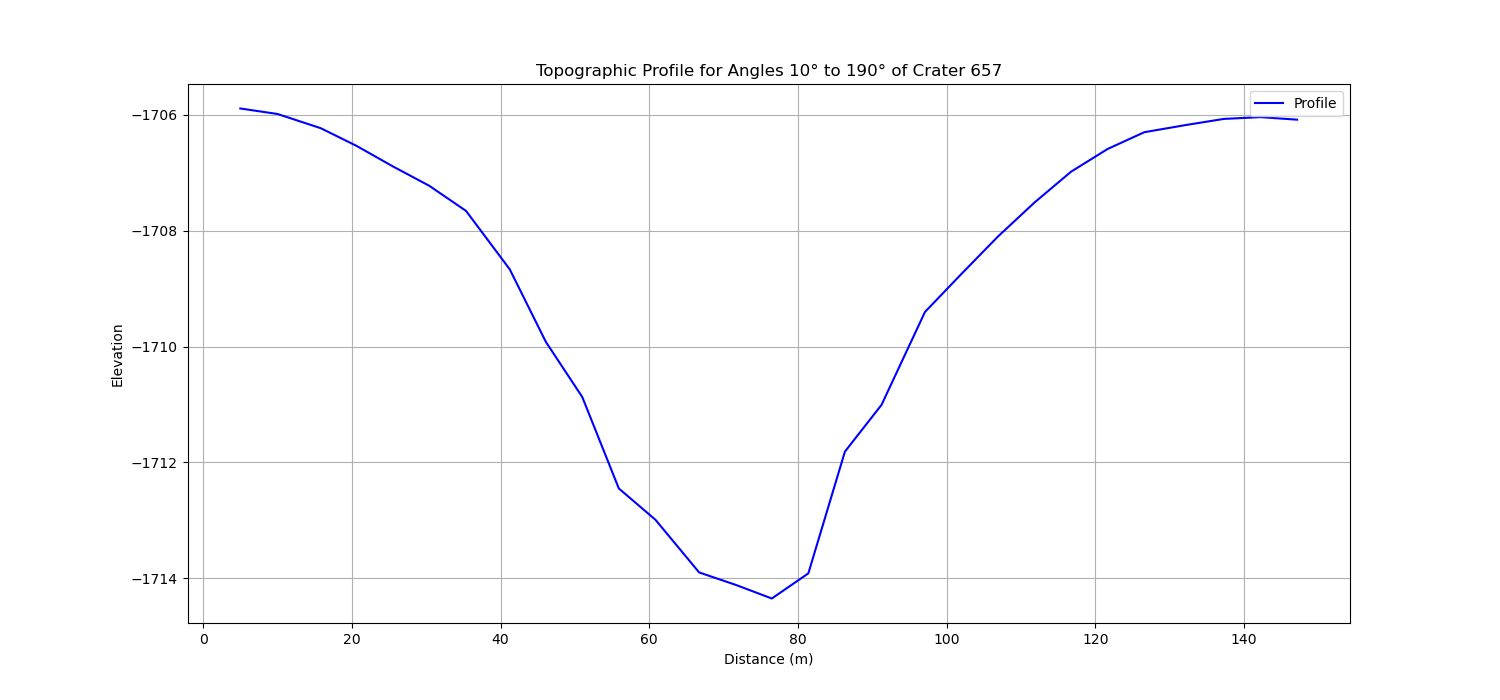 Topographic Profile for Angles 10° to 190° of Crater 657
Profile
−1706
−1708
−1710
−1712
−1714
Elevation
0 20 40 60 80 100 120 140
Distance (m)